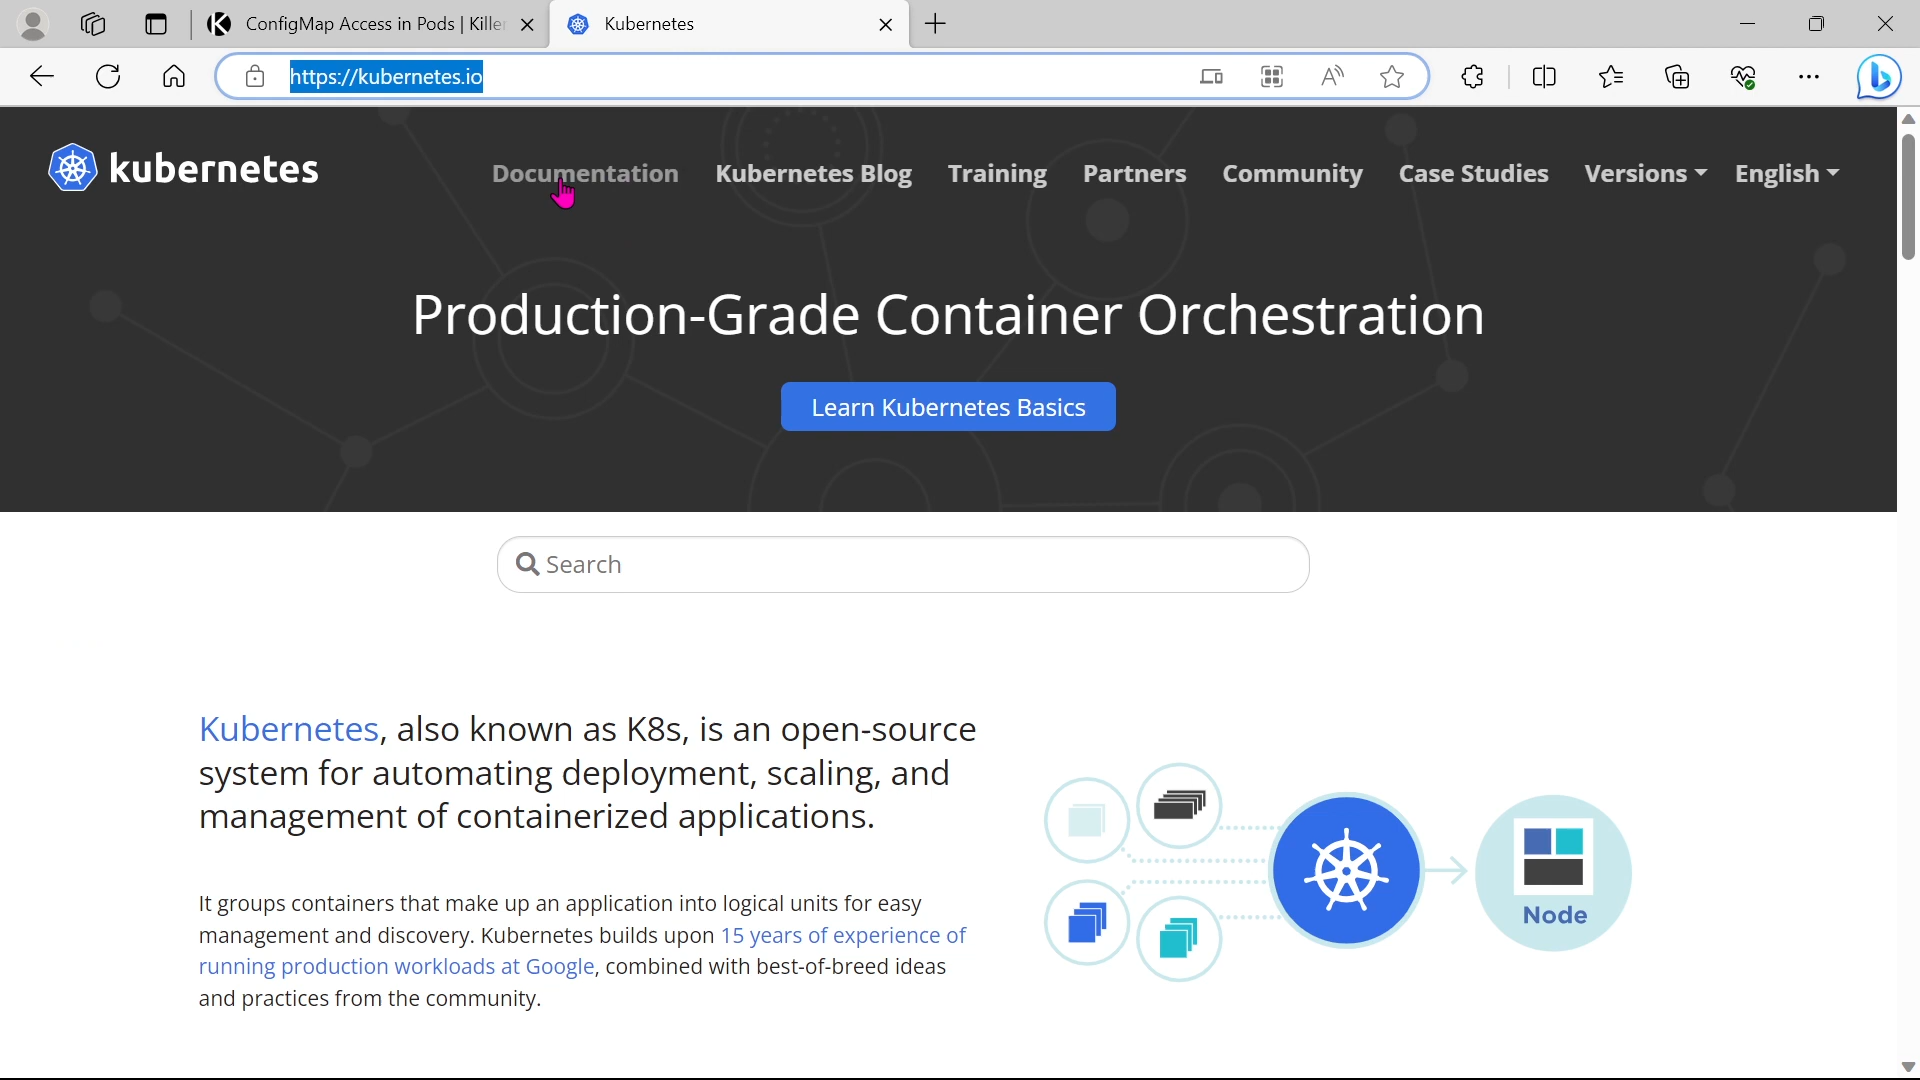 ConfigMap Access in Pods | Killer
Kubernetes
https://kubernetes.io
kubernetes
Documentation
Kubernetes Blog
Training
Partners
Community
Case Studies
Versions
English
Production-Grade Container Orchestration
Learn Kubernetes Basics
Search
Kubernetes, also known as K8s, is an open-source
system for automating deployment, scaling, and
management of containerized applications.
It groups containers that make up an application into logical units for easy
management and discovery. Kubernetes builds upon 15 years of experience of
running production workloads at Google, combined with best-of-breed ideas
and practices from the community.
Node